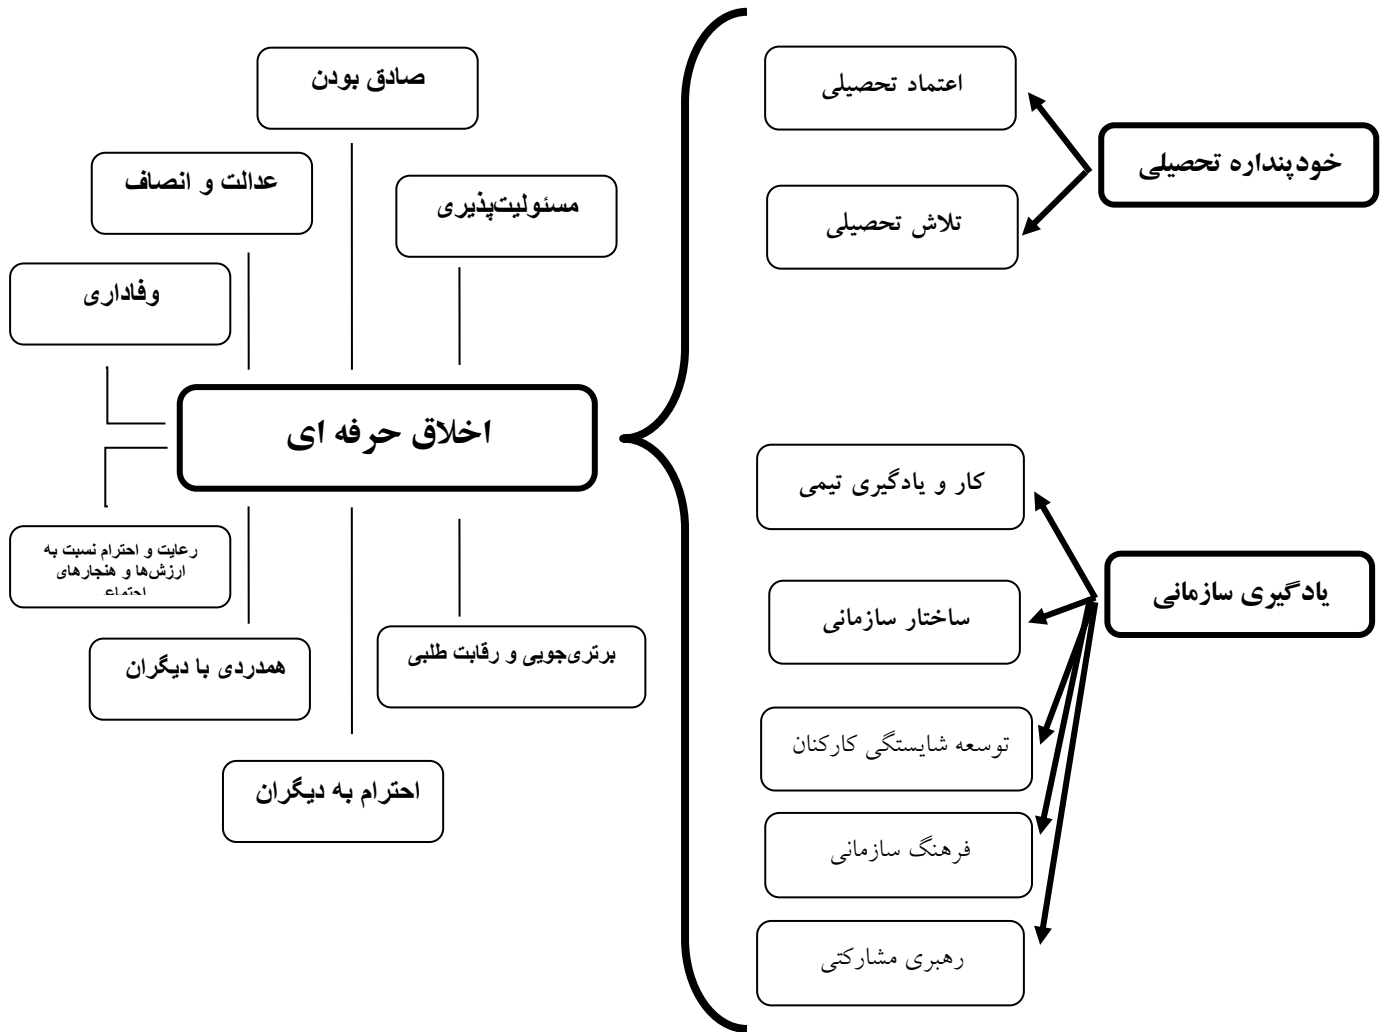 صادق بودن
عدالت و انصاف
مسئولیت‌پذیری
وفاداری
اخلاق حرفه ای
رعایت و احترام نسبت به
ارزش‌ها و هنجارهای
همدردی با دیگران
برتری‌جویی و رقابت طلبی
احترام به دیگران
خودپنداره تحصیلی
اعتماد تحصیلی
تلاش تحصیلی
یادگیری سازمانی
کار و یادگیری تیمی
ساختار سازمانی
توسعه شایستگی کارکنان
فرهنگ سازمانی
رهبری مشارکتی